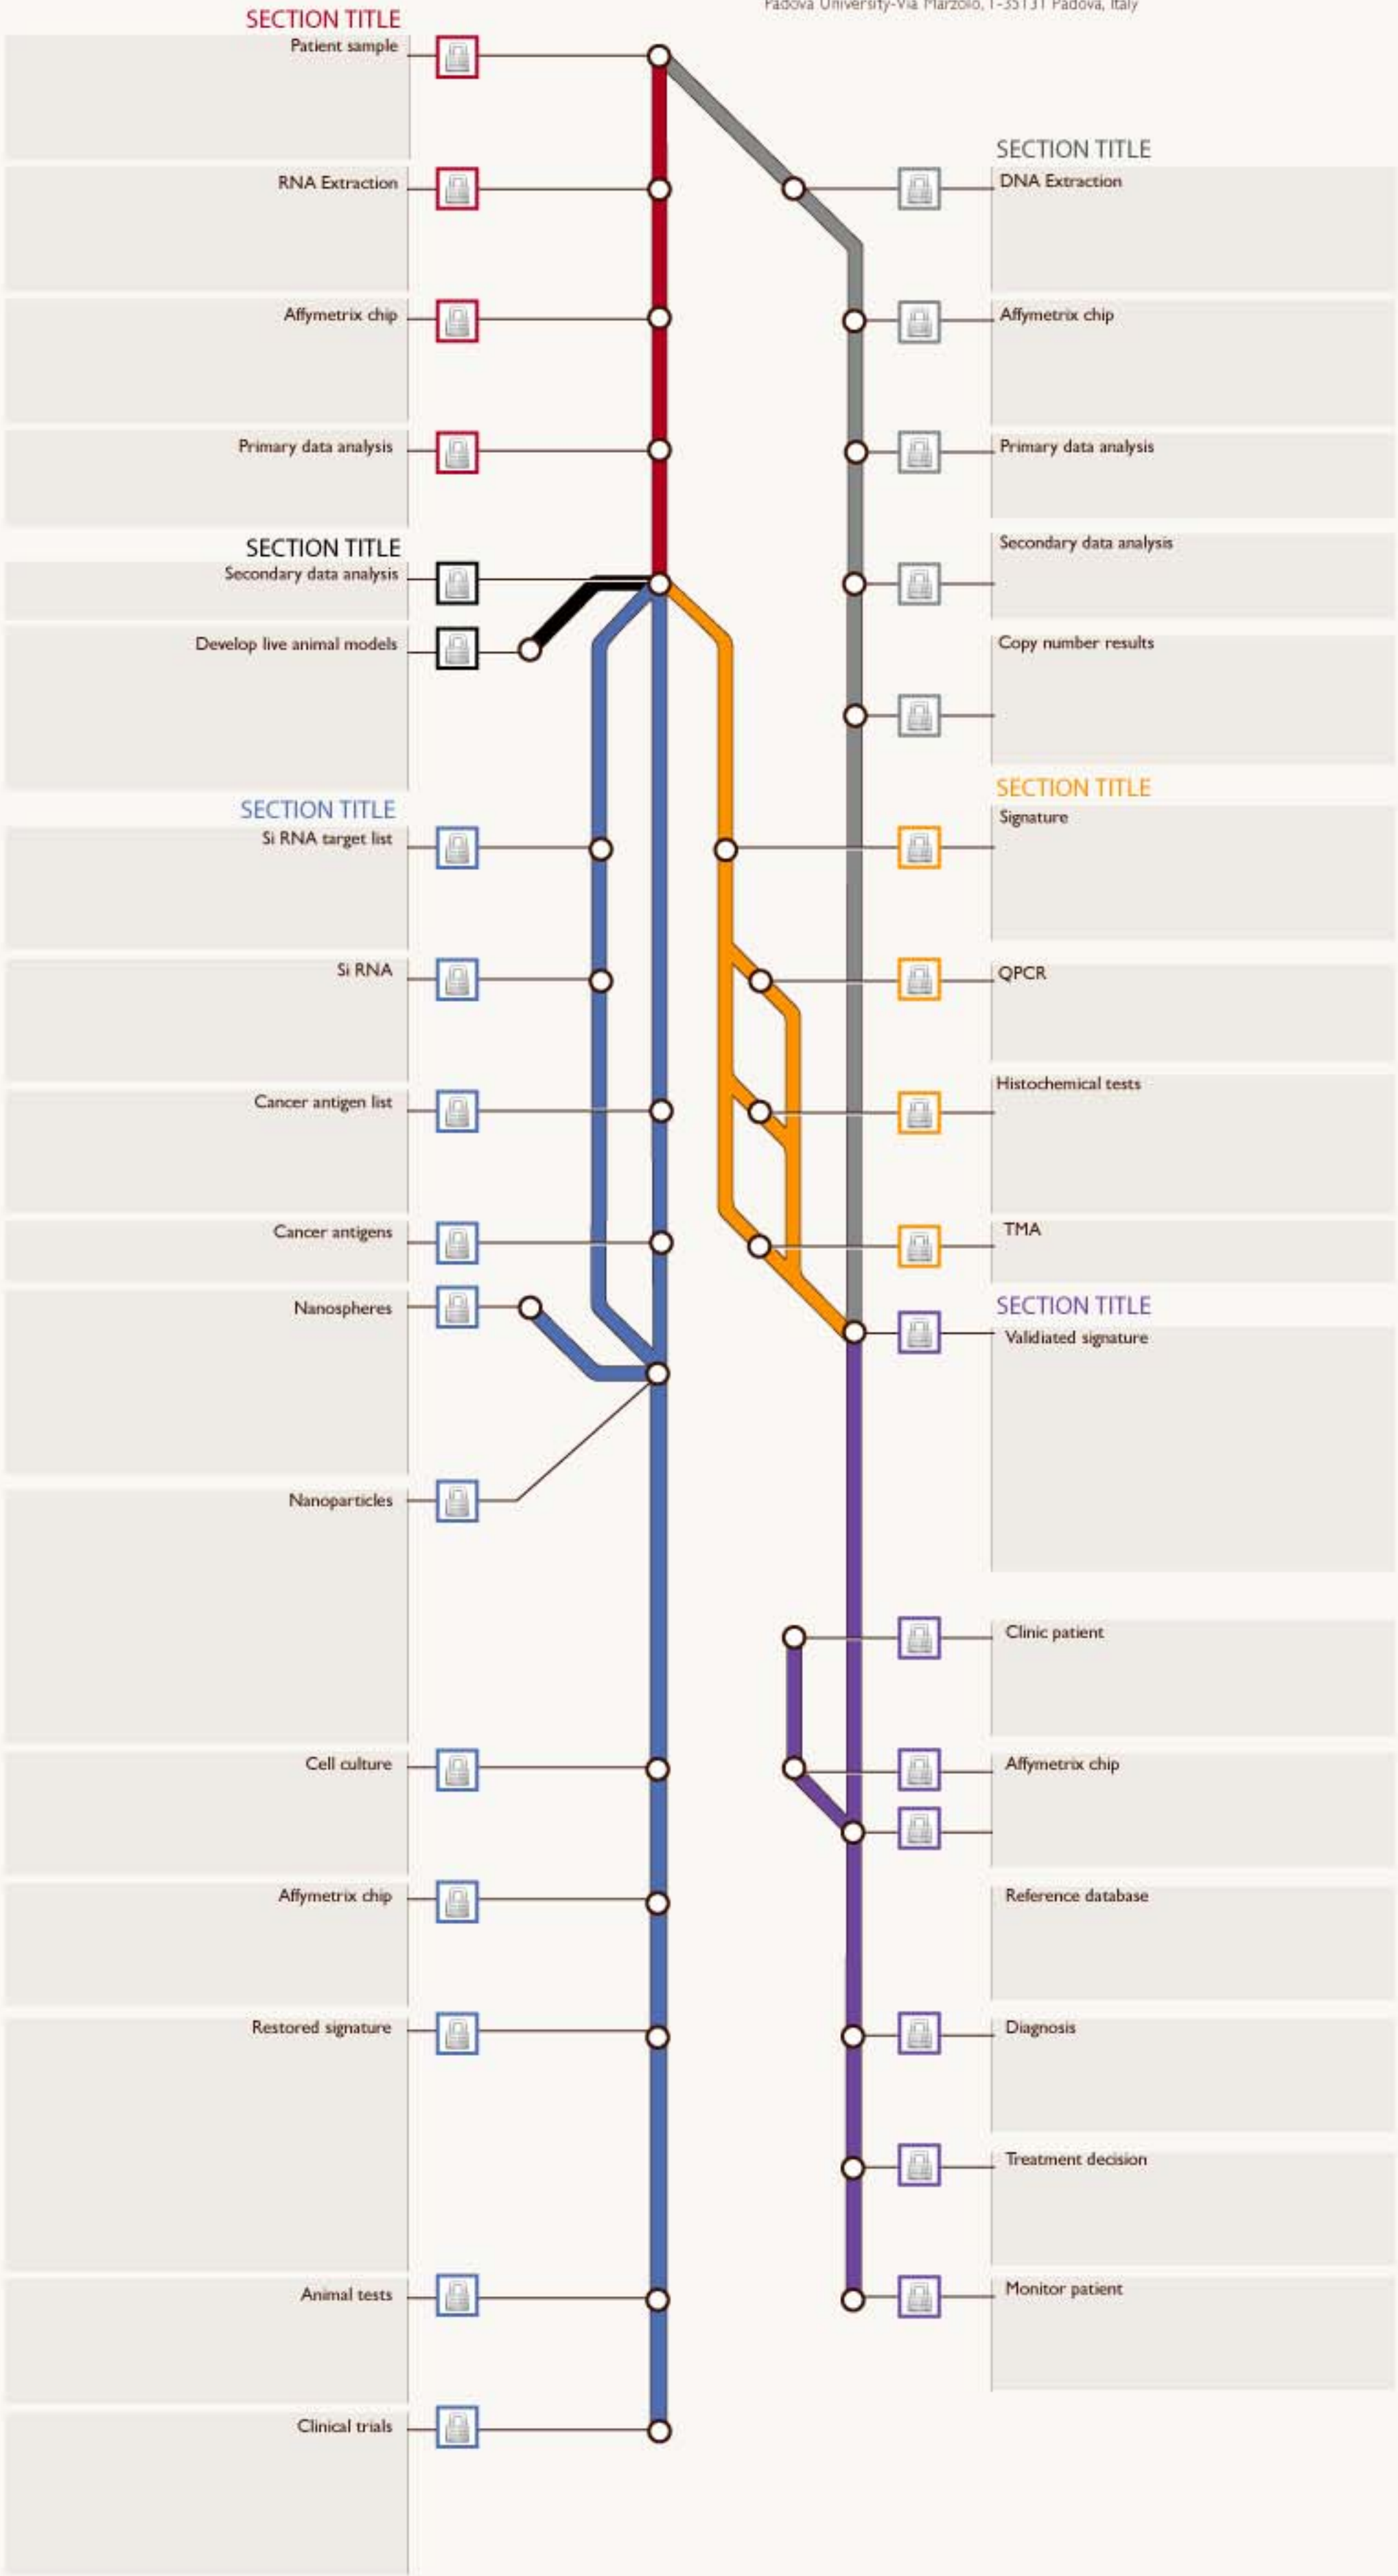 Padova University-Via Marzolo, I-35131 Padova, Italy
SECTION TITLE
Patient sample
RNA Extraction
Affymetrix chip
Primary data analysis
SECTION TITLE
Secondary data analysis
Develop live animal models
SECTION TITLE
Si RNA target list
Si RNA
Cancer antigen list
Cancer antigens
Nanospheres
Nanoparticles
Cell culture
Affymetrix chip
Restored signature
Animal tests
Clinical trials
SECTION TITLE
DNA Extraction
Affymetrix chip
Primary data analysis
Secondary data analysis
Copy number results
SECTION TITLE
Signature
QPCR
Histochemical tests
TMA
SECTION TITLE
Validiated signature
Clinic patient
Affymetrix chip
Reference database
Diagnosis
Treatment decision
Monitor patient